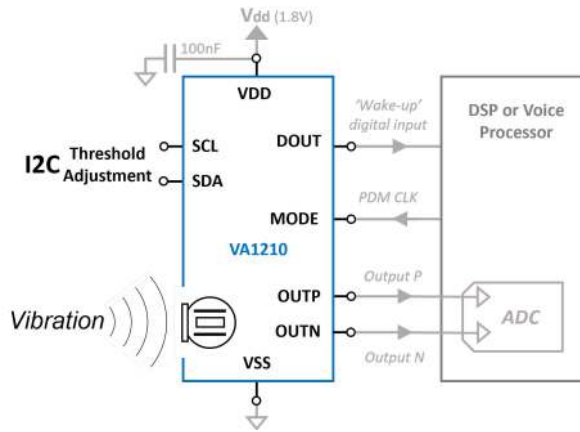 Vdd (1.8V)
100nF
VDD
'Wake-up'
digital input
DSP or Voice
Processor
SCL
DOUT
I2C Threshold
Adjustment
SDA
PDM CLK
MODE
VA1210
Output P
OUTP
ADC
Vibration
OUTN
Output N
VSS